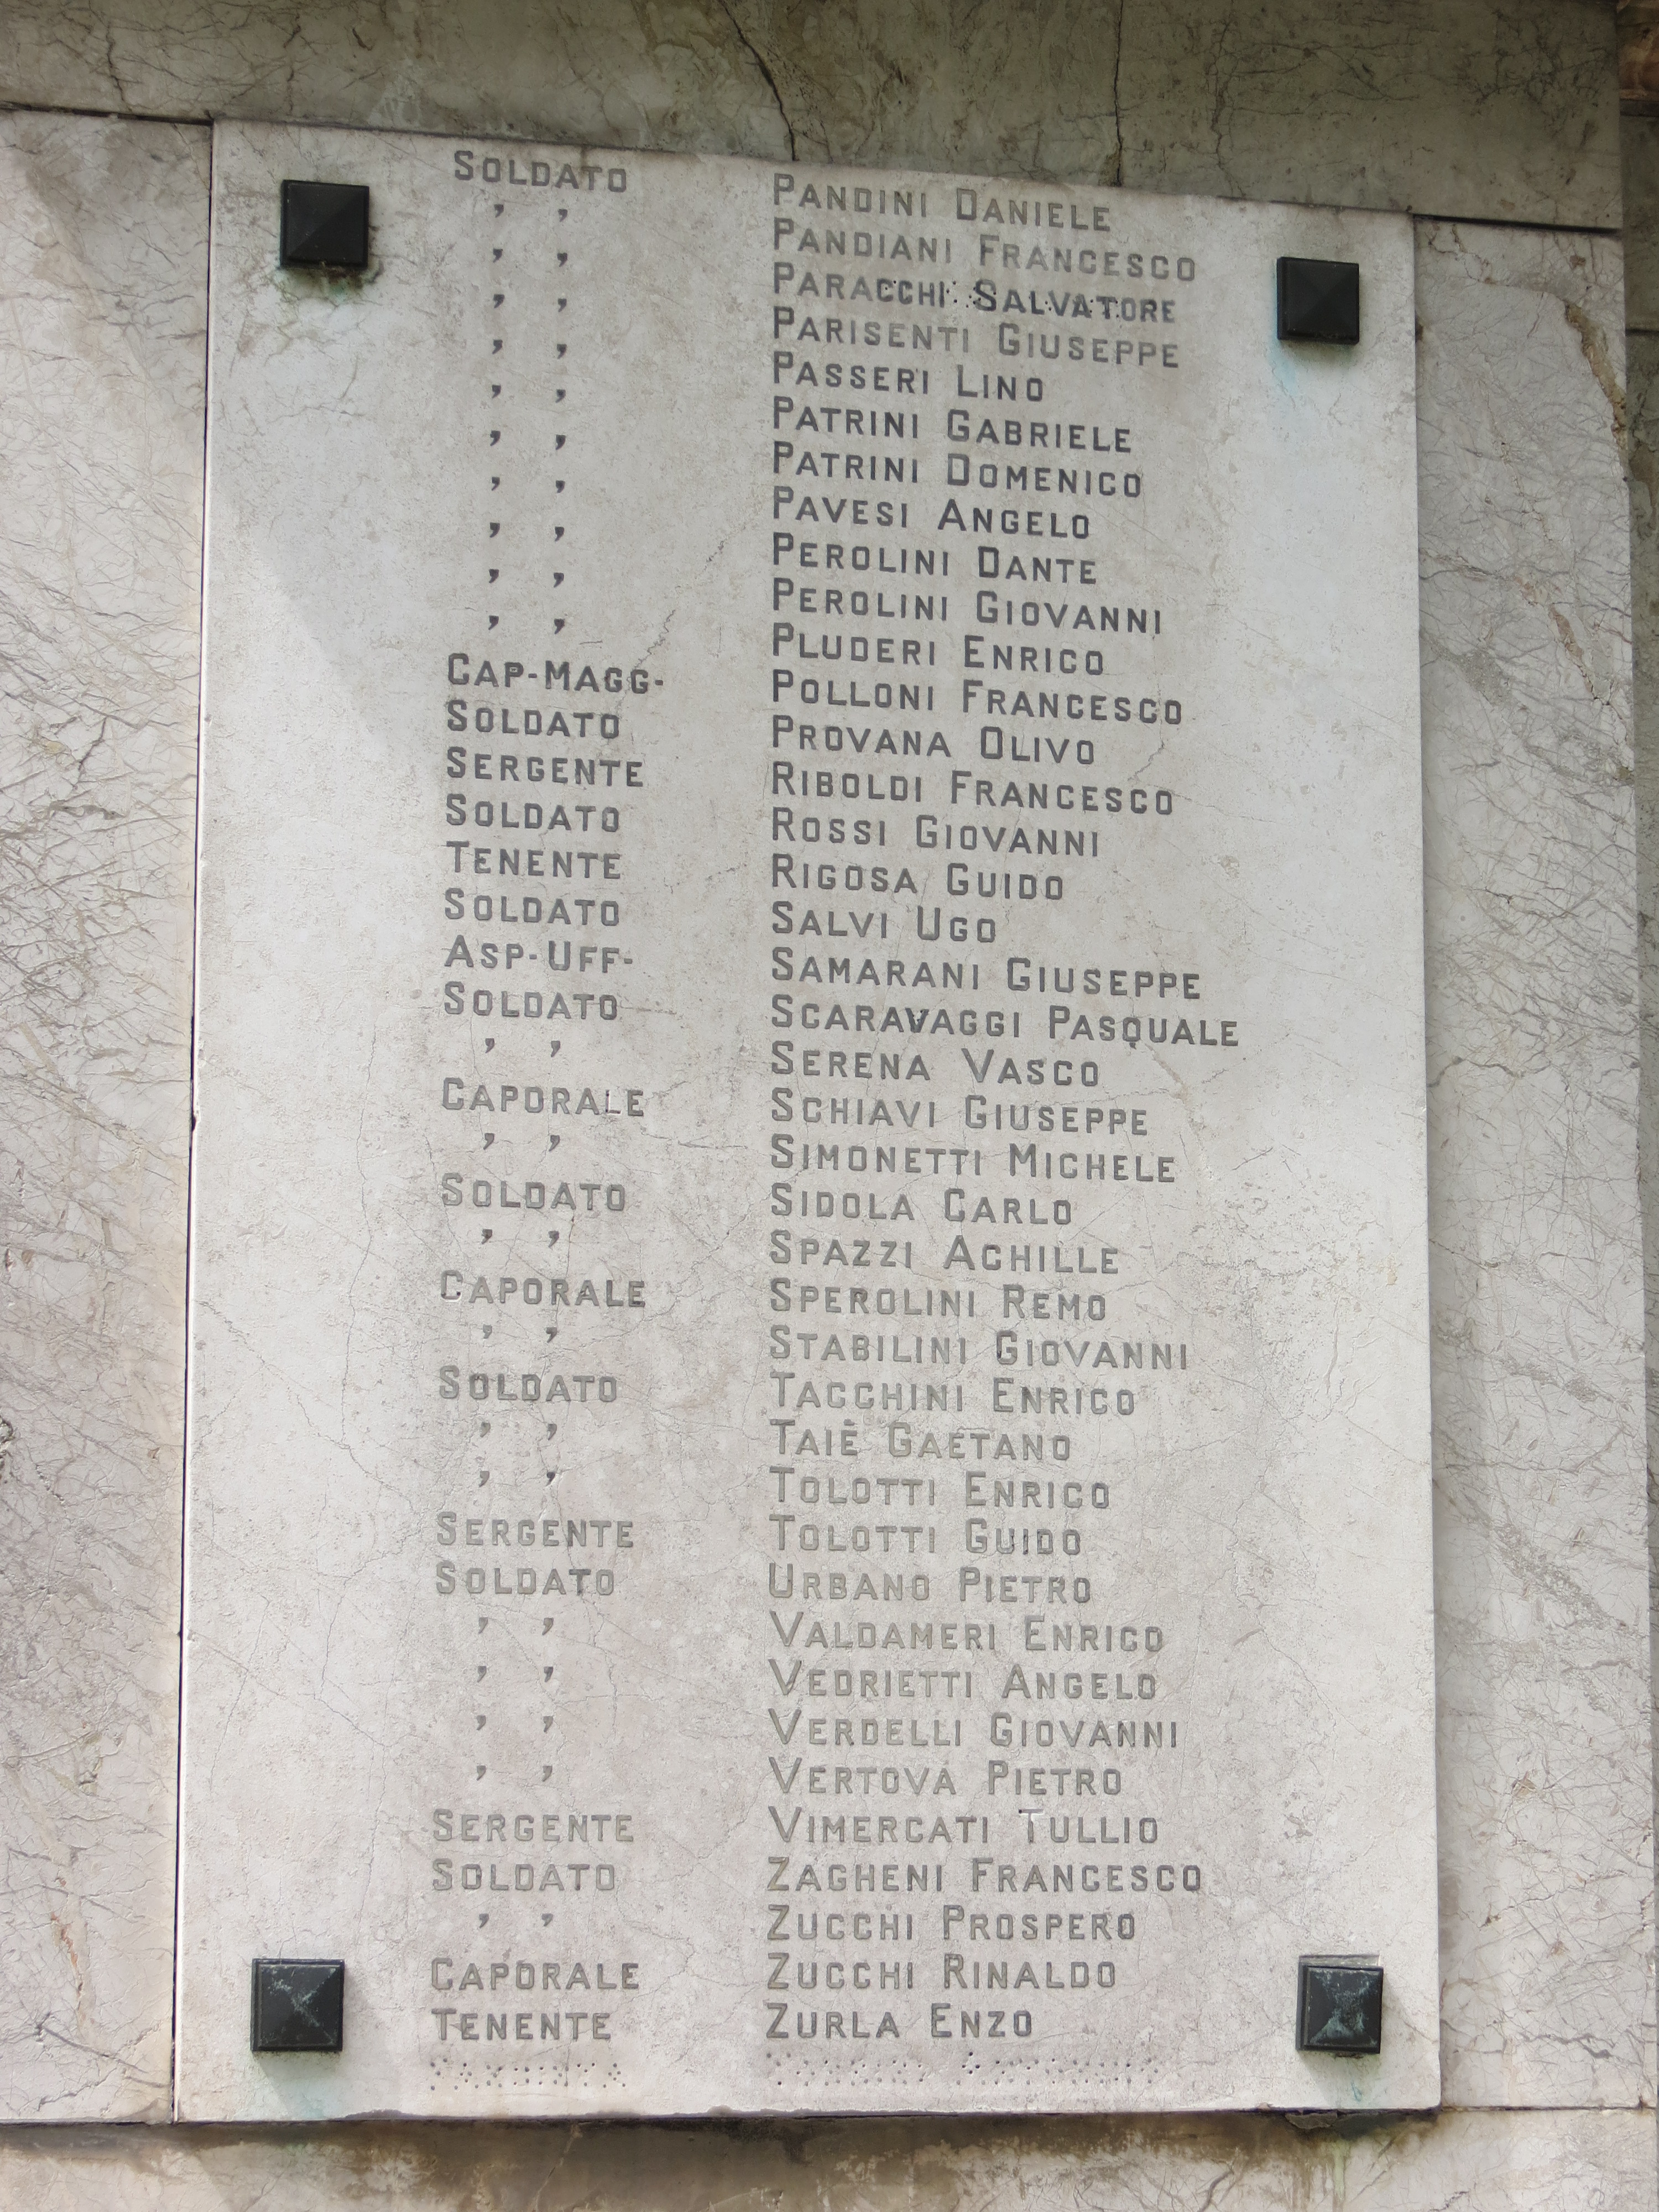 SOLDATO PANDINI DANIELE
, , PANDIANI FRANCESCO
, , PARACCHI SALVATORE
, , PARISENTI GIUSEPPE
, , PASSERI LINO
, , PATRINI GABRIELE
, , PATRINI DOMENICO
, , PAVESI ANGELO
, , PEROLINI DANTE
, , PEROLINI GIOVANNI
, , PLUDERI ENRICO
CAP-MAGG- POLLONI FRANCESCO
SOLDATO PROVANA OLIVO
SERGENTE RIBOLDI FRANCESCO
SOLDATO ROSSI GIOVANNI
TENENTE RIGOSA GUIDO
SOLDATO SALVI UGO
ASP-UFF- SAMARANI GIUSEPPE
SOLDATO SCARAVAGGI PASQUALE
, , SERENA VASCO
CAPORALE SCHIAVI GIUSEPPE
, , SIMONETTI MICHELE
SOLDATO SIDOLA CARLO
, , SPAZZI ACHILLE
CAPORALE SPEROLINI REMO
, , STABILINI GIOVANNI
SOLDATO TACCHINI ENRICO
, , TAIÈ GAETANO
, , TOLOTTI ENRICO
SERGENTE TOLOTTI GUIDO
SOLDATO URBANO PIETRO
, , VALDAMERI ENRICO
, , VEDRIETTI ANGELO
, , VERDELLI GIOVANNI
, , VERTOVA PIETRO
SERGENTE VIMERCATI TULLIO
SOLDATO ZAGHENI FRANCESCO
, , ZUCCHI PROSPERO
CAPORALE ZUCCHI RINALDO
TENENTE ZURLA ENZO